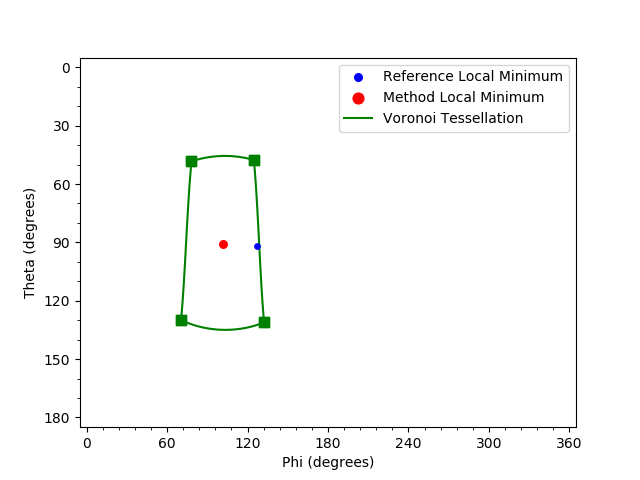 Reference Local Minimum
Method Local Minimum
Voronoi Tessellation
0
30
60
90
120
150
180
Theta (degrees)
0
60
120
180
240
300
360
Phi (degrees)